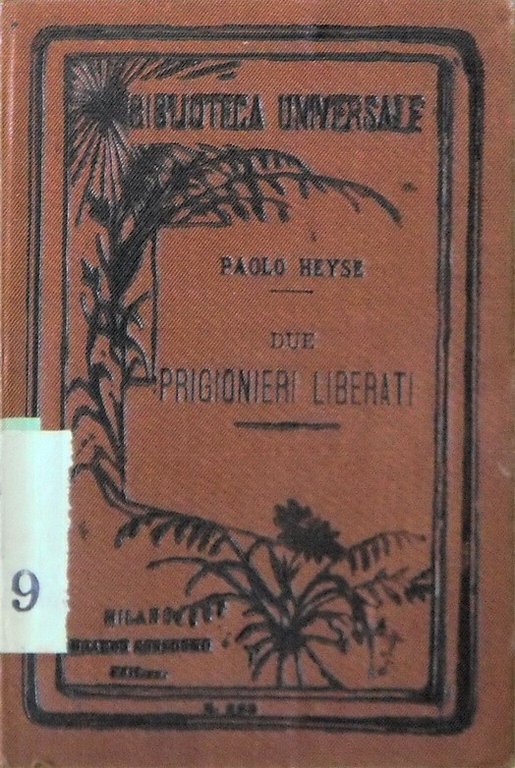 BIBLIOTECA UNIVERSALE
PAOLO HEYSE
DUE
PRIGIONIERI LIBERATI
9
MILANO